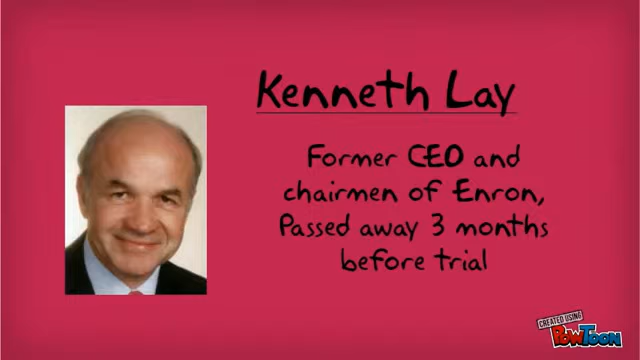 Kenneth Lay
Former CEO and
chairmen of Enron,
Passed away 3 months
before trial
CREATED USING
POWTOON